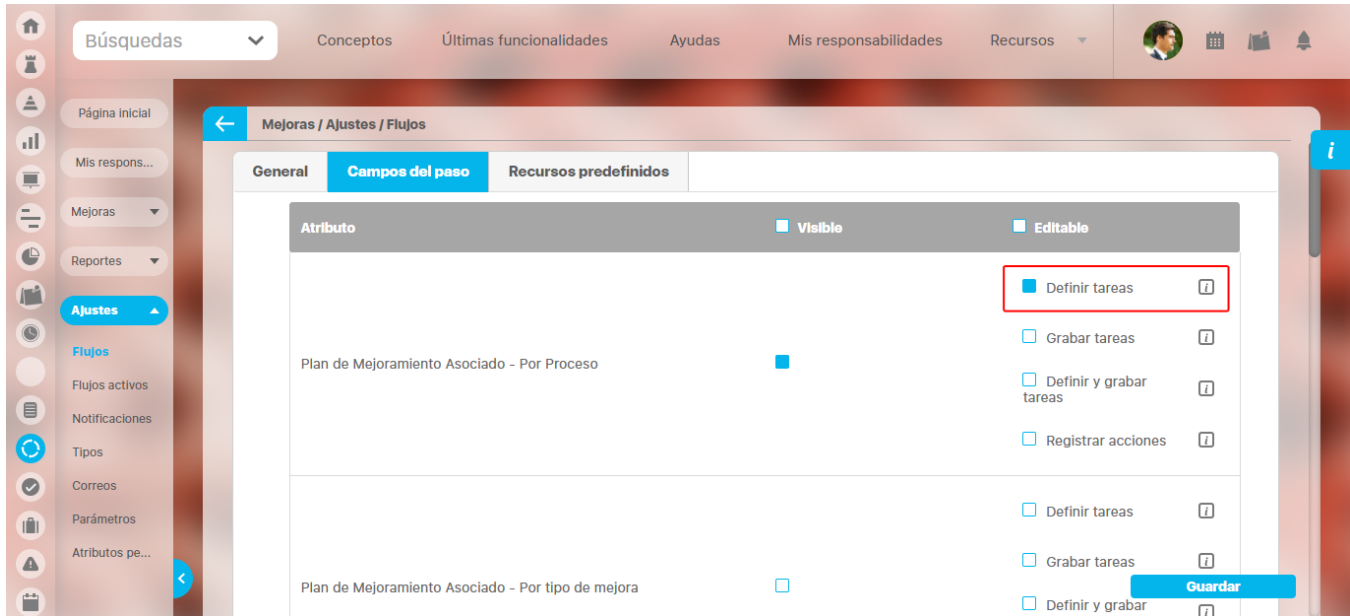 Búsquedas
Conceptos
Últimas funcionalidades
Ayudas
Mis responsabilidades
Recursos
Página inicial
Mis respons...
Mejoras
Reportes
Ajustes
Flujos
Flujos activos
Notificaciones
Tipos
Correos
Parámetros
Atributos pe...
Mejoras / Ajustes / Flujos
i
General
Campos del paso
Recursos predefinidos
Atributo
Visible
Editable
Plan de Mejoramiento Asociado - Por Proceso
Definir tareas
i
Grabar tareas
i
Definir y grabar
tareas
i
Registrar acciones
i
Plan de Mejoramiento Asociado - Por tipo de mejora
Definir tareas
i
Grabar tareas
i
Definir y grabar
i
Guardar